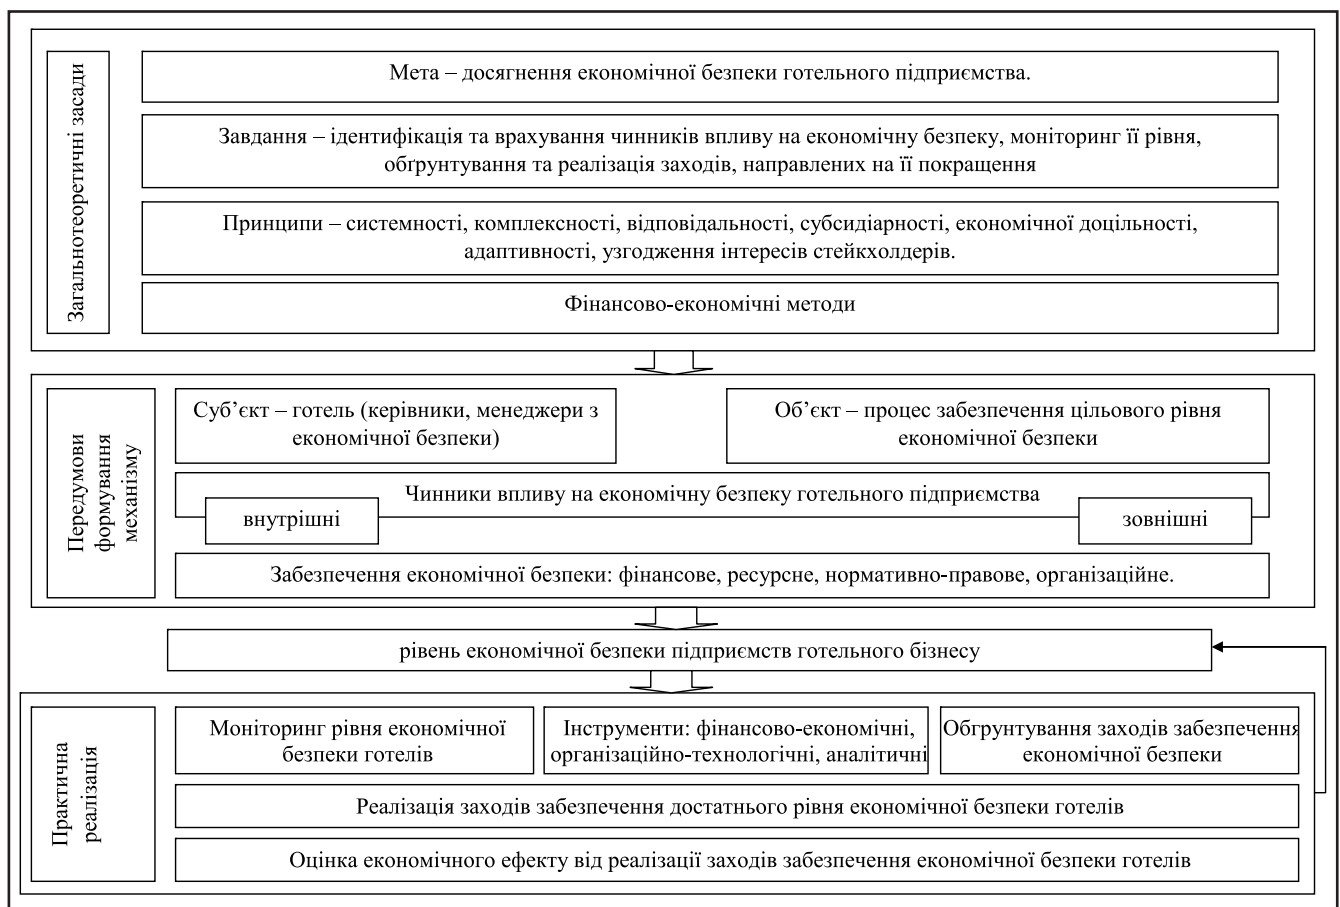 Загальнотеоретичні засади
Мета – досягнення економічної безпеки готельного підприємства.
Завдання – ідентифікація та врахування чинників впливу на економічну безпеку, моніторинг її рівня,
обґрунтування та реалізація заходів, направлених на її покращення
Принципи – системності, комплексності, відповідальності, субсидіарності, економічної доцільності,
адаптивності, узгодження інтересів стейкхолдерів.
Фінансово-економічні методи
Передумови
формування
механізму
Суб’єкт – готель (керівники, менеджери з
економічної безпеки)
Об’єкт – процес забезпечення цільового рівня
економічної безпеки
Чинники впливу на економічну безпеку готельного підприємства
внутрішні
зовнішні
Забезпечення економічної безпеки: фінансове, ресурсне, нормативно-правове, організаційне.
рівень економічної безпеки підприємств готельного бізнесу
Практична
реалізація
Моніторинг рівня економічної
безпеки готелів
Інструменти: фінансово-економічні,
організаційно-технологічні, аналітичні
Обгрунтування заходів забезпечення
економічної безпеки
Реалізація заходів забезпечення достатнього рівня економічної безпеки готелів
Оцінка економічного ефекту від реалізації заходів забезпечення економічної безпеки готелів